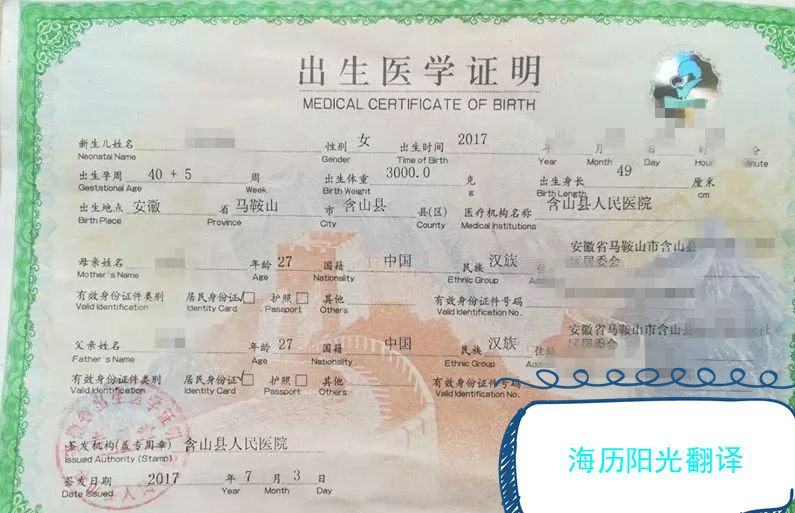 出生医学证明
MEDICAL CERTIFICATE OF BIRTH
新生儿姓名 性别 女 出生时间 2017 年 月 日 时 分
Neonatal Name Gender Time of Birth Year Month Day Hour Minute
出生孕周 40 + 5 周 出生体重 3000.0 克 出生身长 49 厘米
Gestational Age Week Birth Weight g Birth Length cm
出生地点 安徽 省 马鞍山 市 含山县 县(区) 医疗机构名称 含山县人民医院
Birth Place Province City County Medical Institutions
安徽省马鞍山市含山县
母亲姓名 年龄 27 国籍 中国 民族 汉族 居委会
Mother's Name Age Nationality Ethnic Group
有效身份证件类别 居民身份证 护照 其他 有效身份证件号码
Valid Identification Identity Card Passport Others Valid Identification No.
安徽省马鞍山市含山县
父亲姓名 年龄 27 国籍 中国 民族 汉族 住址 居委会
Father's Name Age Nationality Ethnic Group
有效身份证件类别 居民身份证 护照 其他 有效身份证件号码
Valid Identification Identity Card Passport Others Valid Identification No.
签发机构(盖专用章) 含山县人民医院
Issued Authority (Stamp)
签发日期 2017 年 7 月 3 日
Date Issued Year Month Day
海历阳光翻译